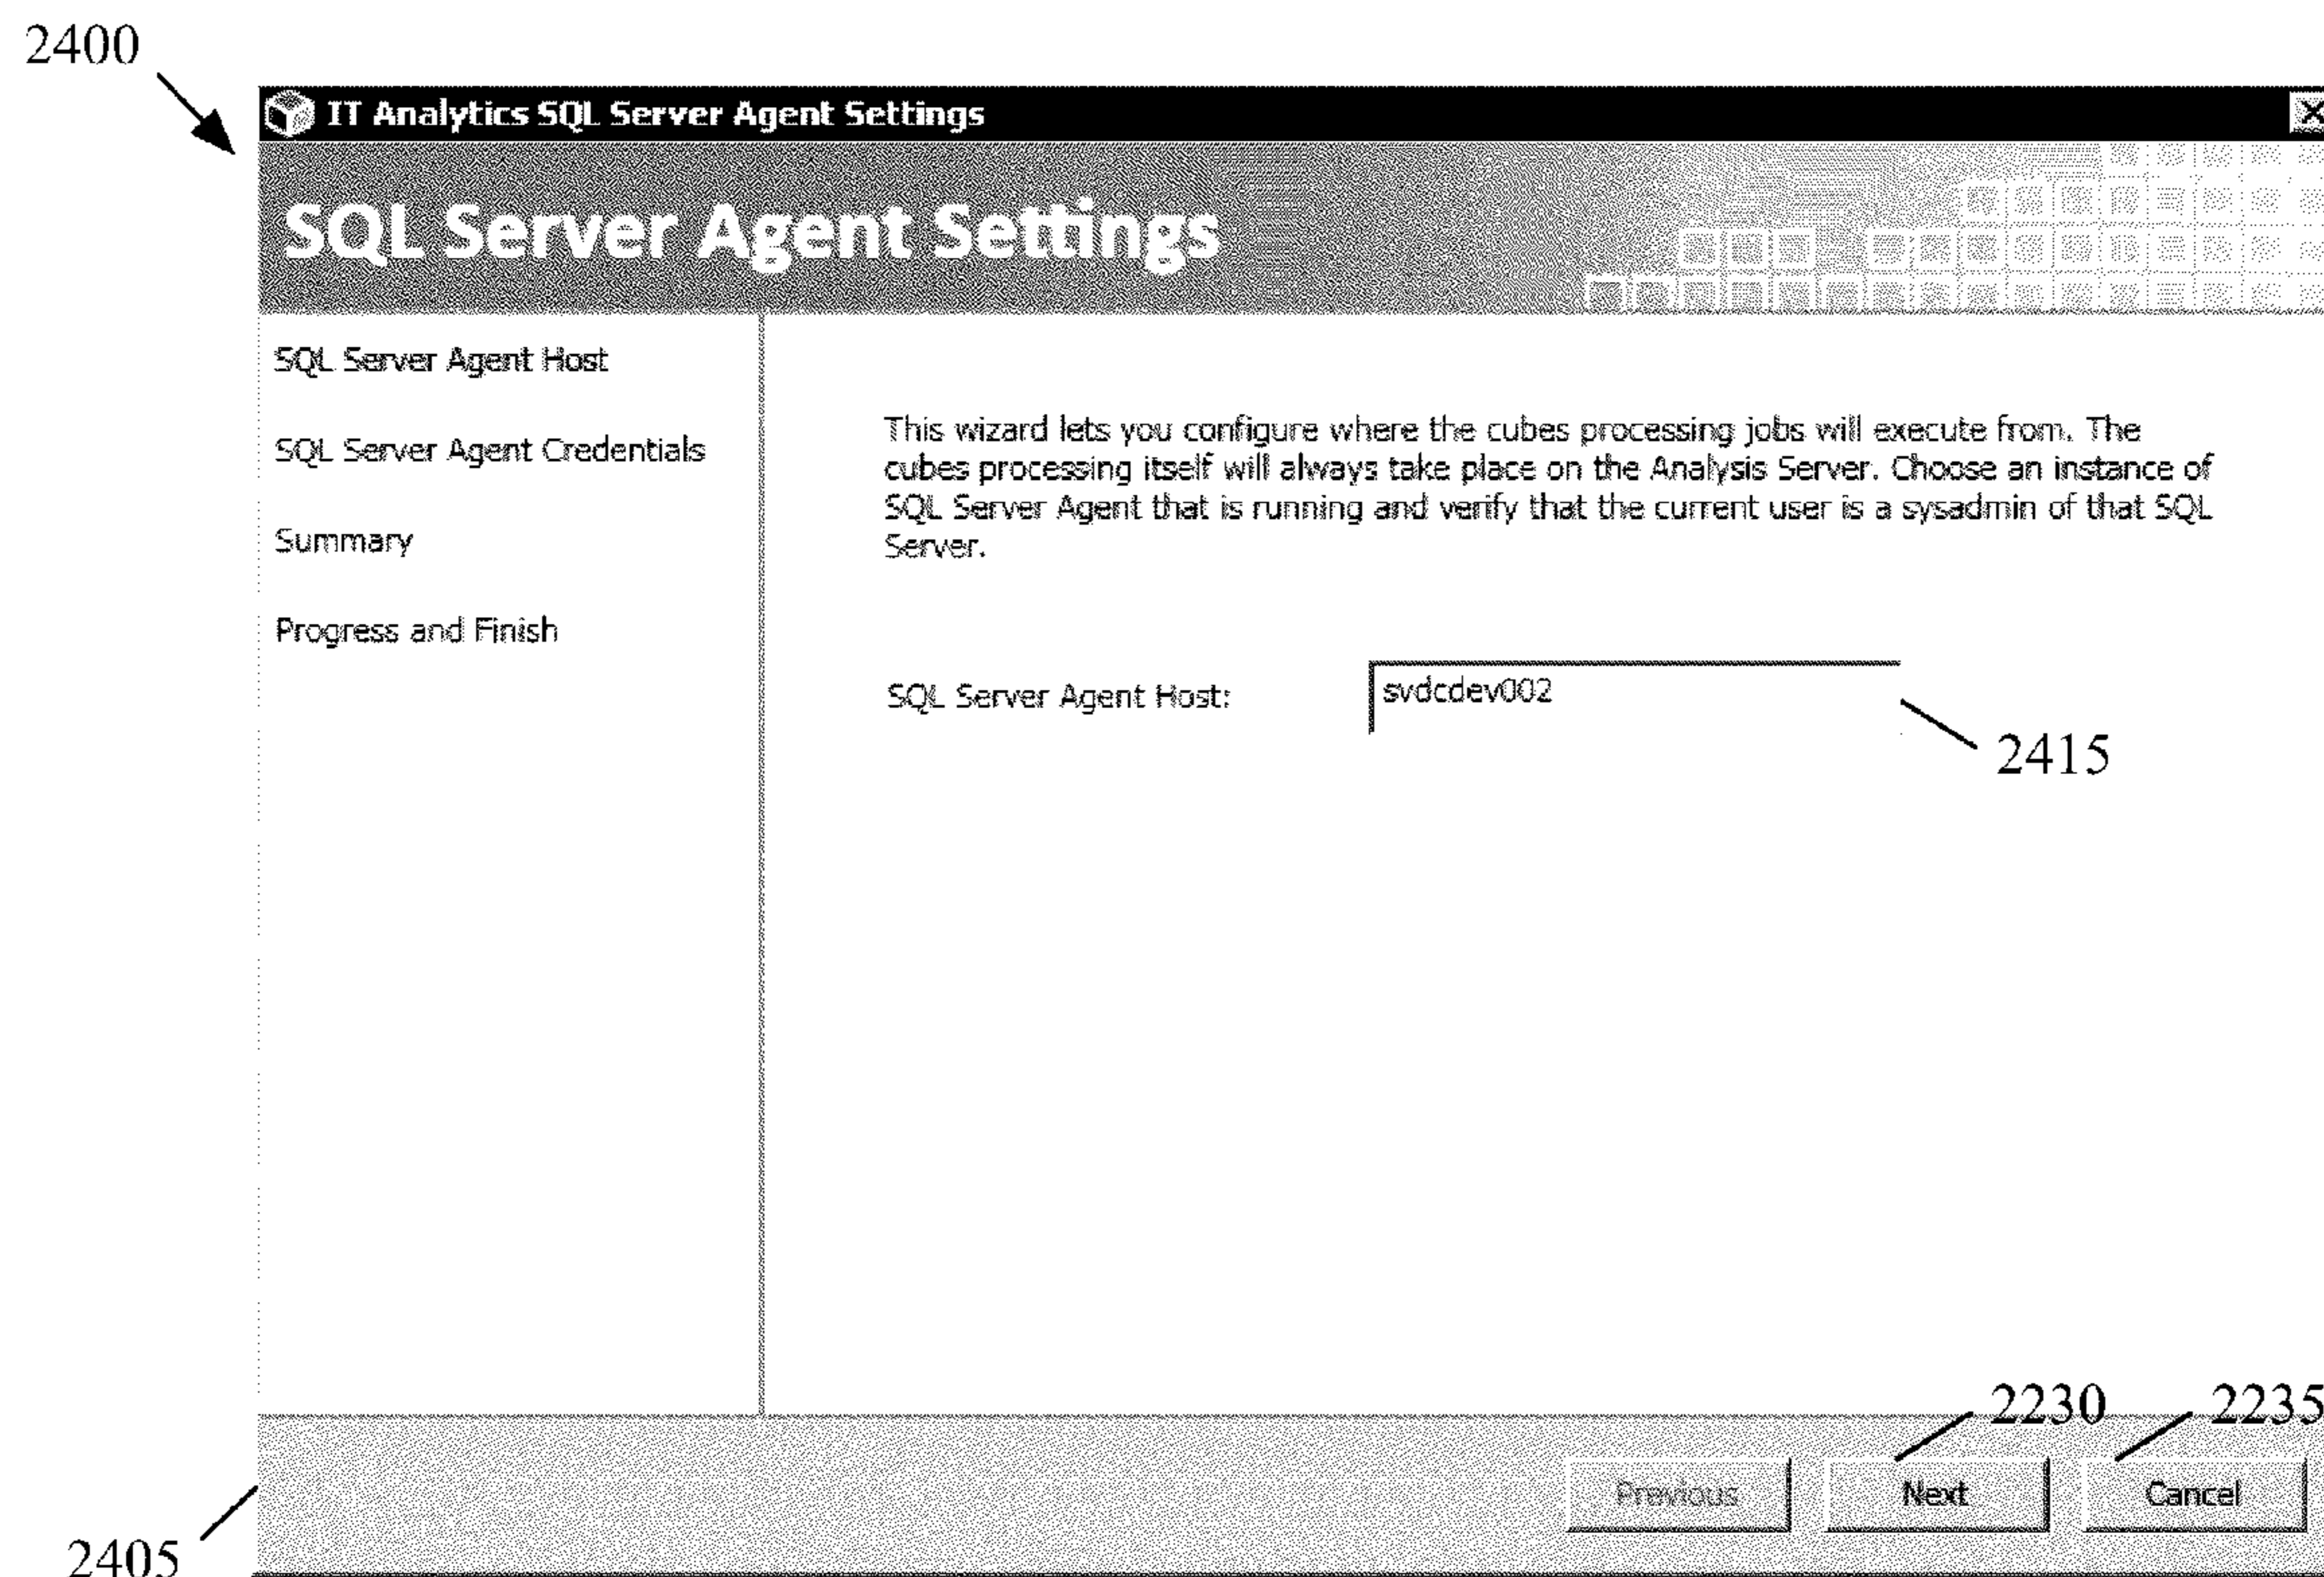 2400
IT Analytics SQL Server Agent Settings
SQL Server Agent Settings
SQL Server Agent Host
SQL Server Agent Credentials
Summary
Progress and Finish
This wizard lets you configure where the cubes processing jobs will execute from. The
cubes processing itself will always take place on the Analysis Server. Choose an instance of
SQL Server Agent that is running and verify that the current user is a sysadmin of that SQL
Server.
SQL Server Agent Host:
svdcdev002
2415
2230
2235
Previous
Next
Cancel
2405